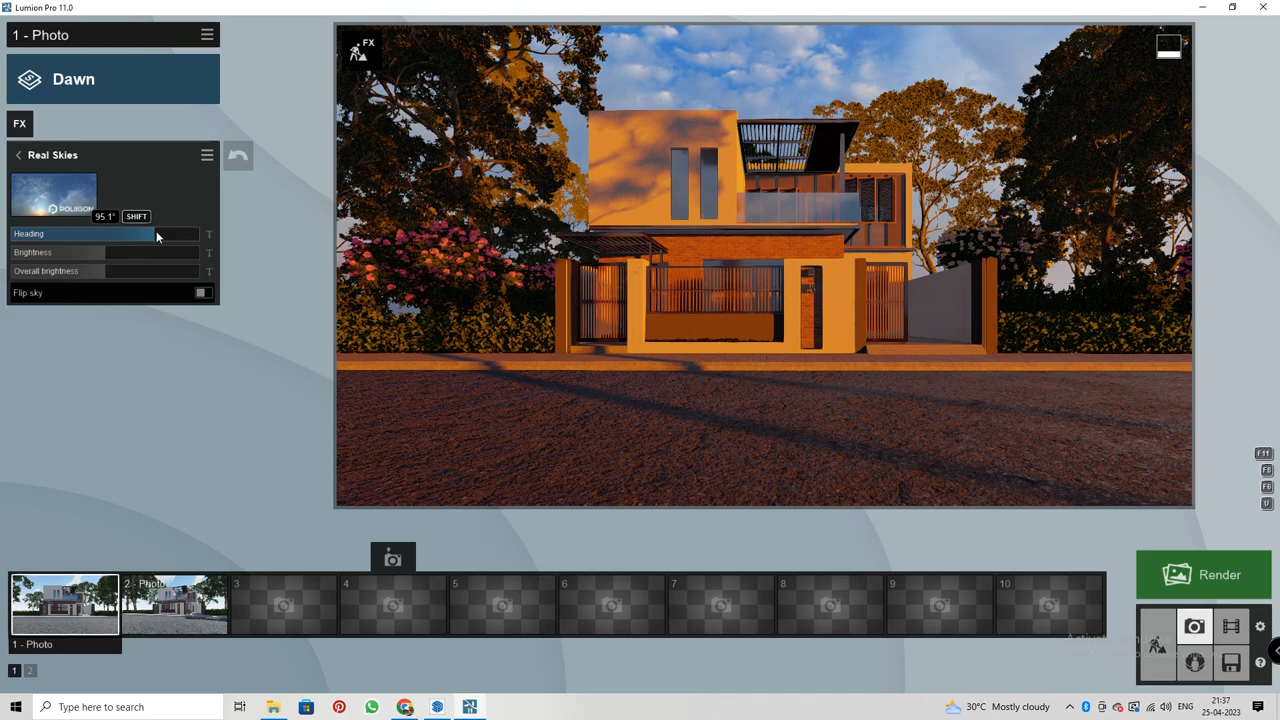 Lumion Pro 11.0
1 - Photo
Dawn
FX
Real Skies
POLIIGON
95.1° SHIFT
Heading T
Brightness T
Overall brightness T
Flip sky
FX
F11
F8
F6
U
2 - Photo 3 4 5 6 7 8 9 10
1 - Photo
1 2
Render
Type here to search
30°C Mostly cloudy
ENG
21:37
25-04-2023